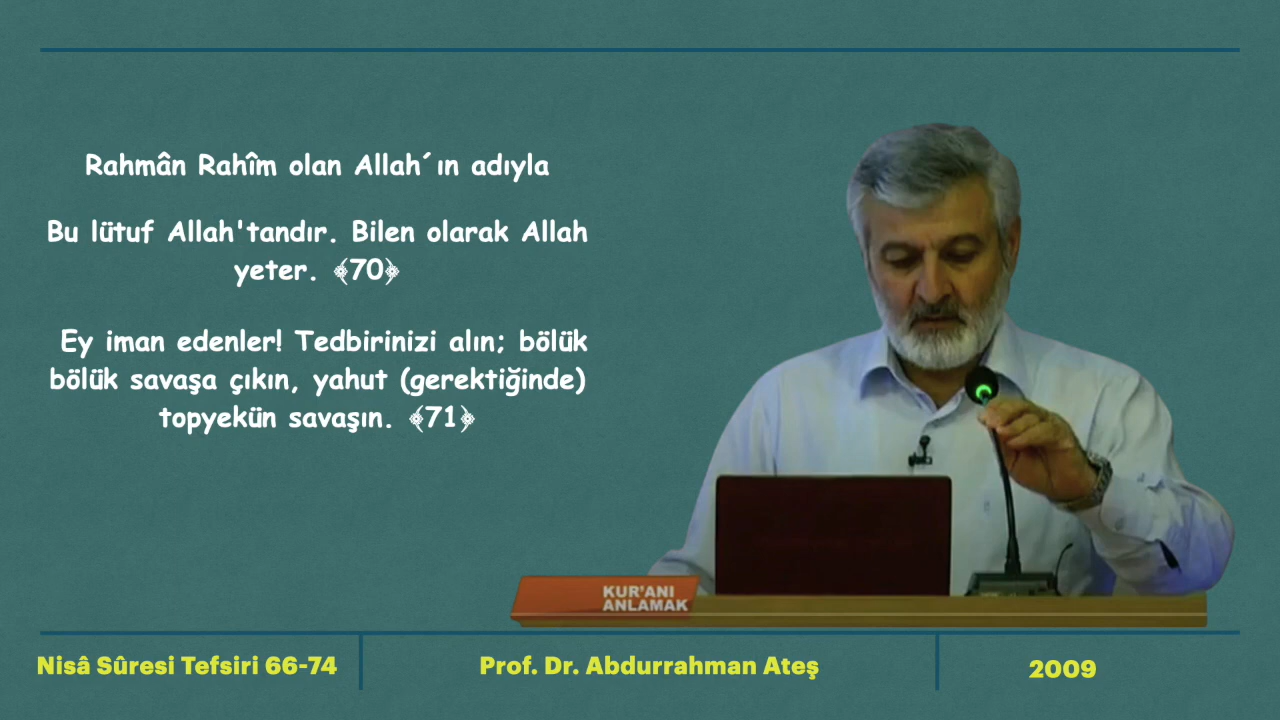 Rahmân Rahîm olan Allah´ın adıyla
Bu lütuf Allah'tandır. Bilen olarak Allah
yeter. ﴾70﴿
Ey iman edenler! Tedbirinizi alın; bölük
bölük savaşa çıkın, yahut (gerektiğinde)
topyekün savaşın. ﴾71﴿
KUR'ANI
ANLAMAK
Nisâ Sûresi Tefsiri 66-74
Prof. Dr. Abdurrahman Ateş
2009